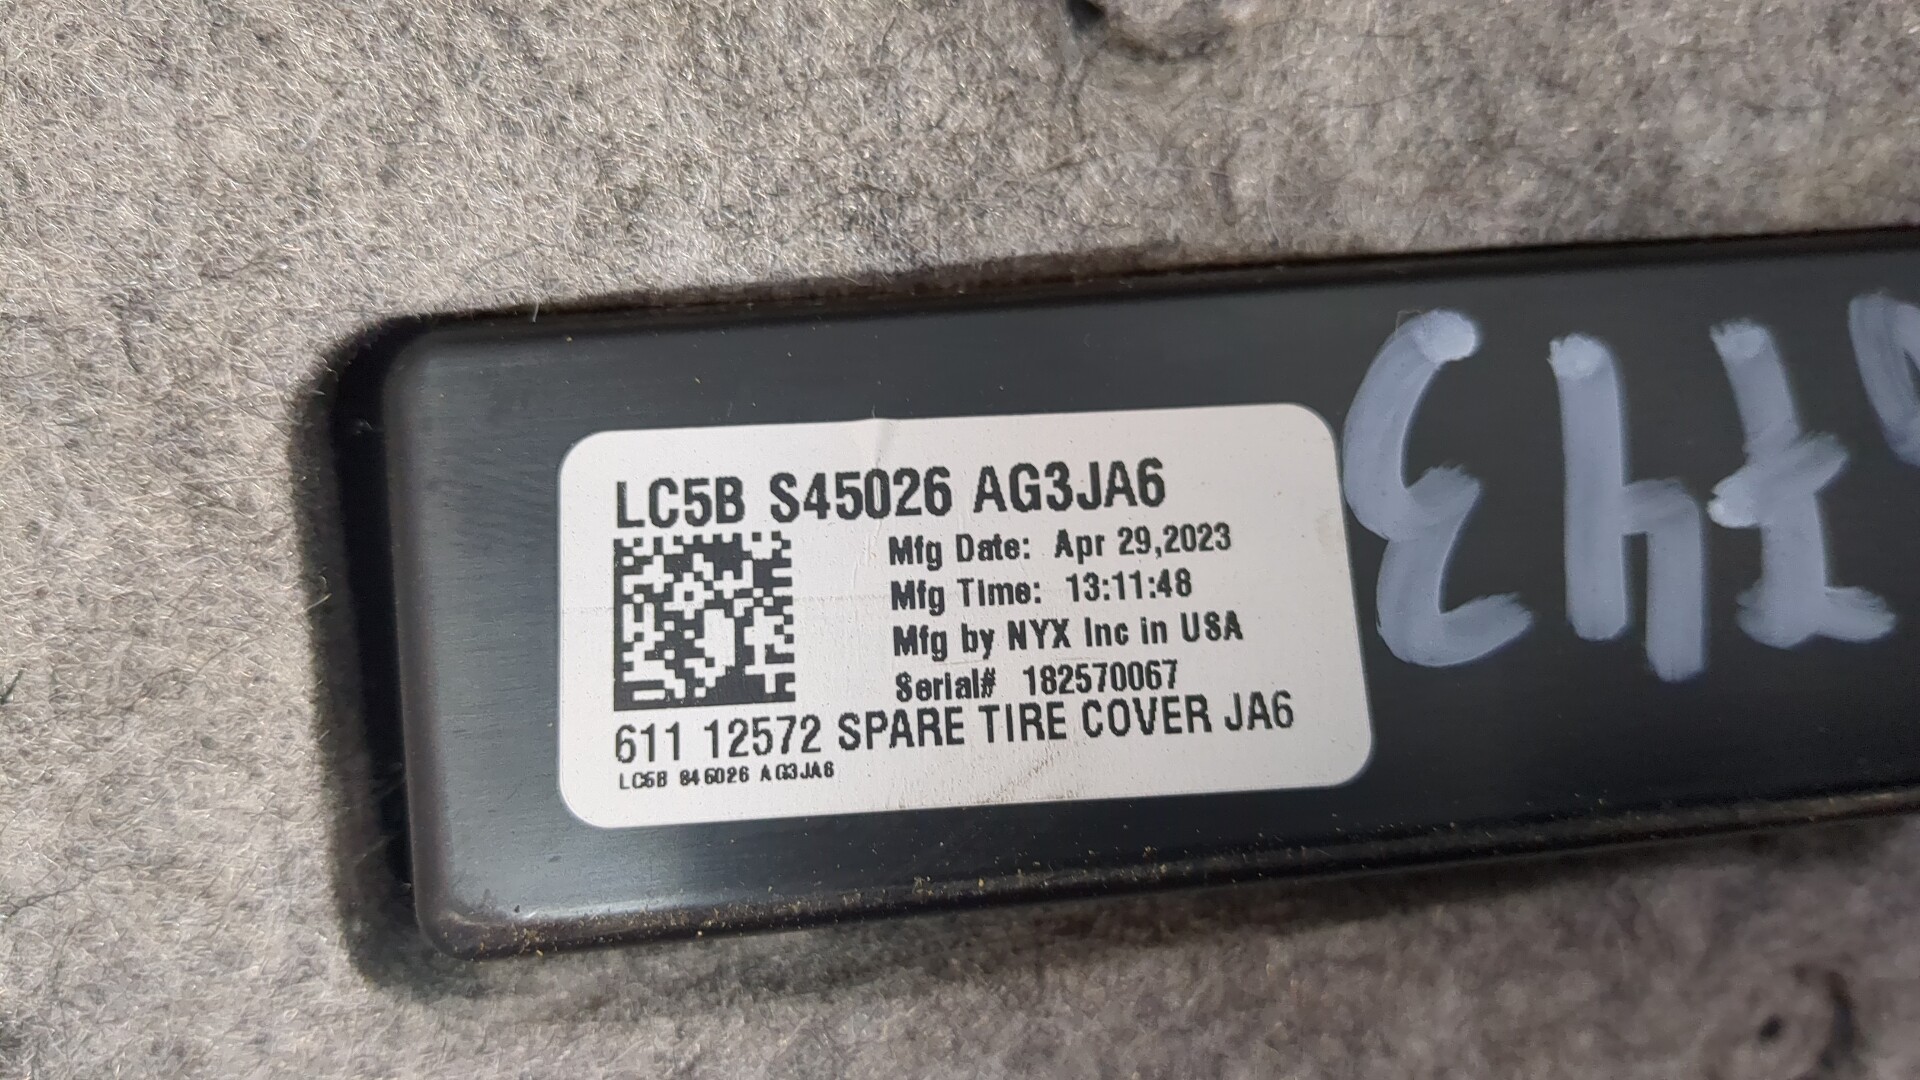 LC5B S45026 AG3JA6
Mfg Date: Apr 29,2023
Mfg Time: 13:11:48
Mfg by NYX Inc in USA
Serial# 182570067
611 12572 SPARE TIRE COVER JA6
LC5B S45026 AG3JA6